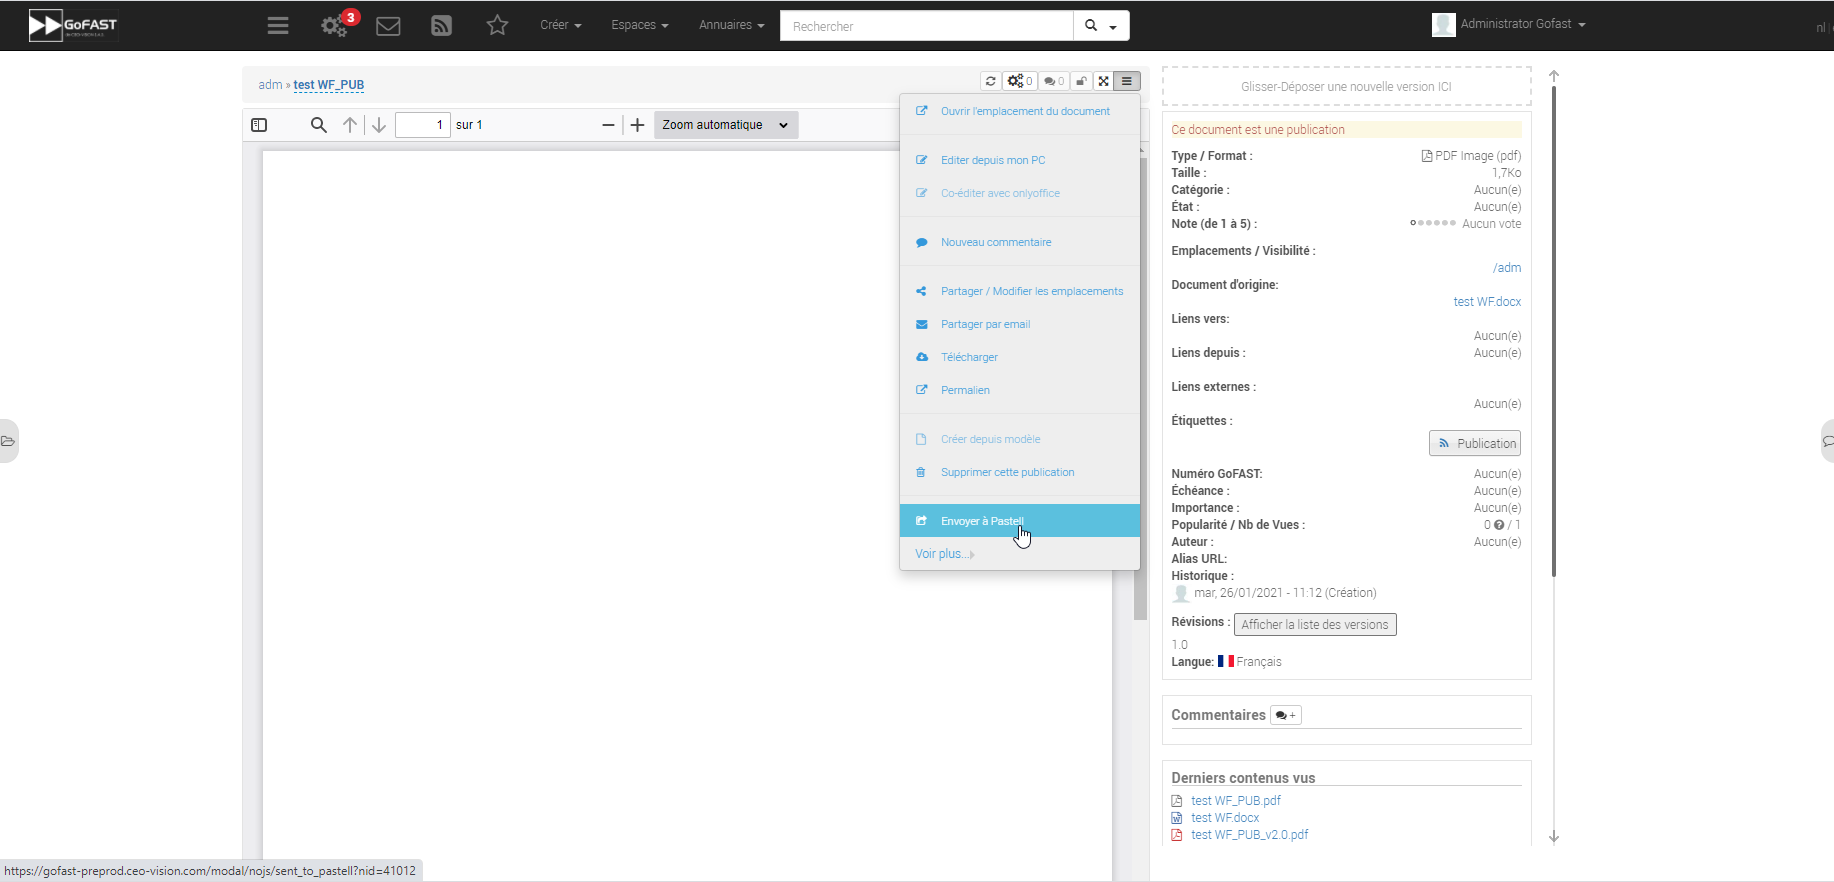 GoFAST
3
Créer
Espaces
Annuaires
Rechercher
Administrator Gofast
nl
adm » test WF_PUB
0
0
1 sur 1
Zoom automatique
Ouvrir l'emplacement du document
Editer depuis mon PC
Co-éditer avec onlyoffice
Nouveau commentaire
Partager / Modifier les emplacements
Partager par email
Télécharger
Permalien
Créer depuis modèle
Supprimer cette publication
Envoyer à Pastell
Voir plus...
Glisser-Déposer une nouvelle version ICI
Ce document est une publication
Type / Format : PDF Image (pdf)
Taille : 1,7Ko
Catégorie : Aucun(e)
État : Aucun(e)
Note (de 1 à 5) : Aucun vote
Emplacements / Visibilité :
/adm
Document d'origine:
test WF.docx
Liens vers:
Aucun(e)
Liens depuis : Aucun(e)
Liens externes :
Aucun(e)
Étiquettes :
Publication
Numéro GoFAST: Aucun(e)
Échéance : Aucun(e)
Importance : Aucun(e)
Popularité / Nb de Vues : 0 / 1
Auteur : Aucun(e)
Alias URL:
Historique :
mar, 26/01/2021 - 11:12 (Création)
Révisions : Afficher la liste des versions
1.0
Langue: Français
Commentaires +
Derniers contenus vus
test WF_PUB.pdf
test WF.docx
test WF_PUB_v2.0.pdf
https://gofast-preprod.ceo-vision.com/modal/nojs/sent_to_pastell?nid=41012